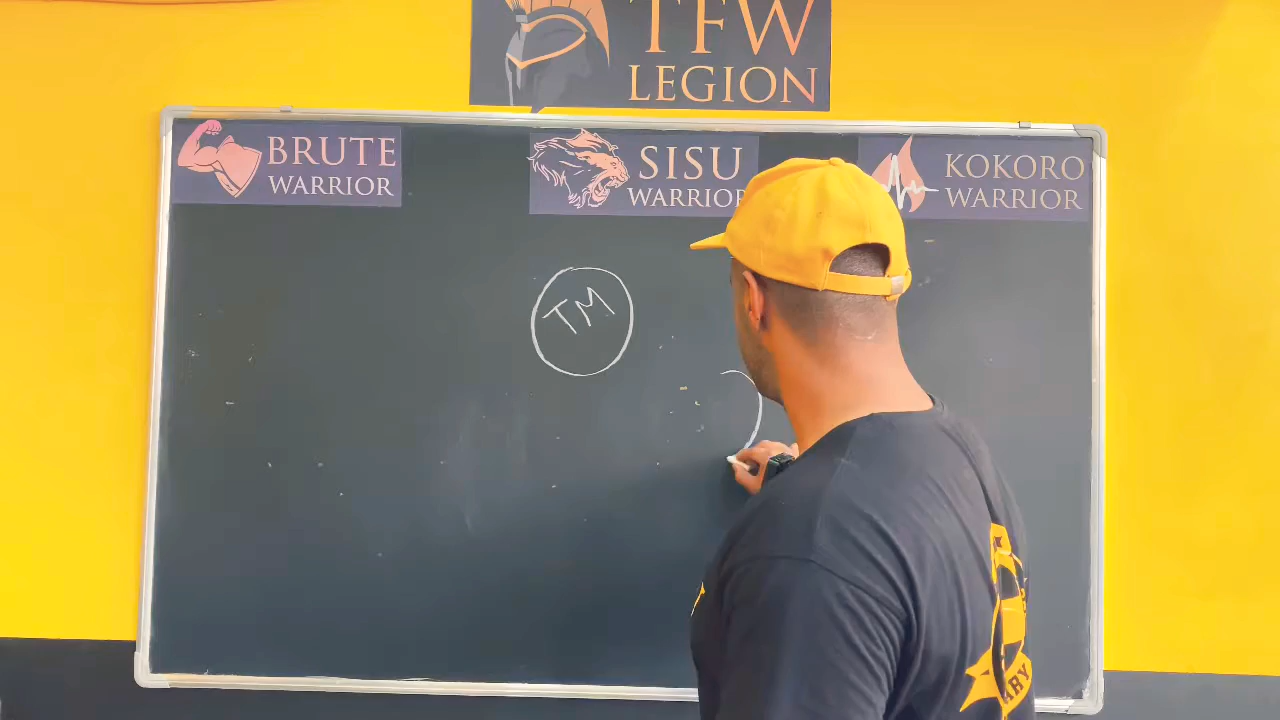 TFW
LEGION
BRUTE
WARRIOR
SISU
WARRIOR
KOKORO
WARRIOR
TM